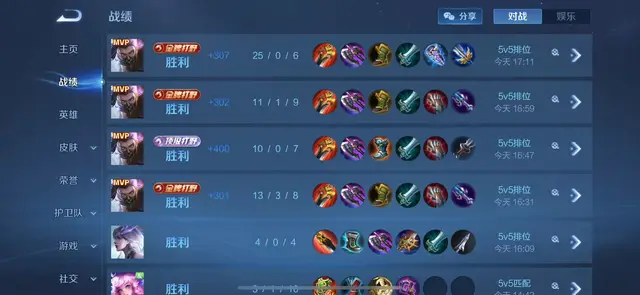 战绩
分享
对战
娱乐
主页
战绩
英雄
皮肤
荣誉
护卫队
游戏
社交
MVP 金牌打野 +307 25 / 0 / 6 5v5排位
胜利 今天 17:11
MVP 金牌打野 +302 11 / 1 / 9 5v5排位
胜利 今天 16:59
MVP 顶级打野 +400 10 / 0 / 7 5v5排位
胜利 今天 16:47
MVP 金牌打野 +301 13 / 3 / 8 5v5排位
胜利 今天 16:31
胜利 4 / 0 / 4 5v5排位
今天 16:09
胜利 5v5匹配